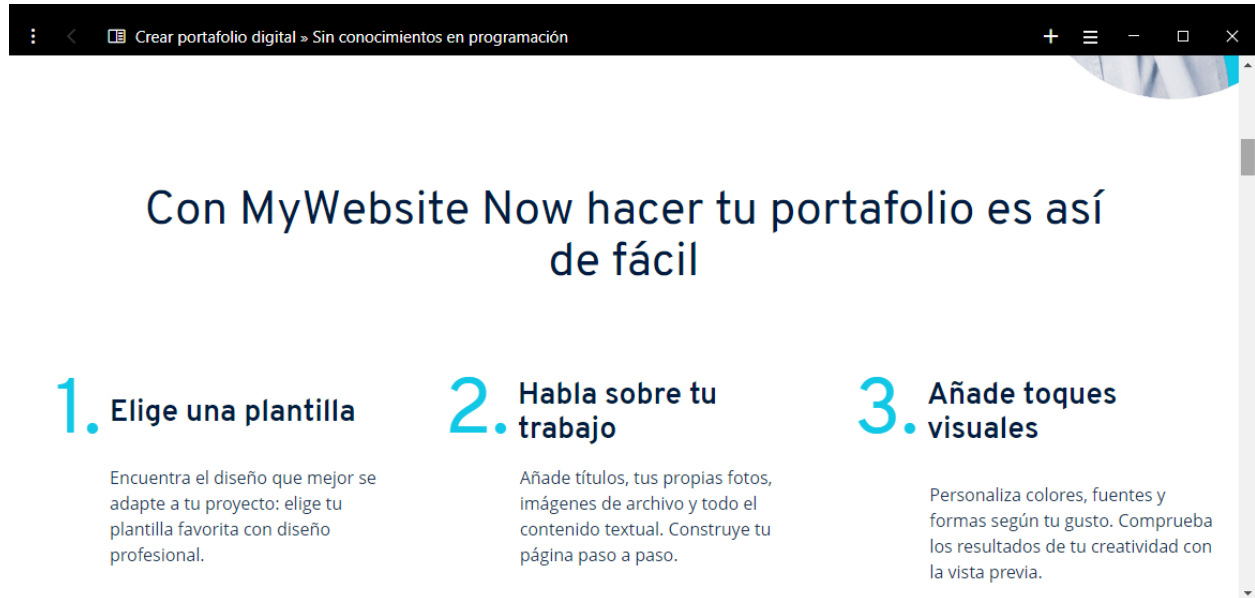 Crear portafolio digital » Sin conocimientos en programación
Con MyWebsite Now hacer tu portafolio es así
de fácil
1.
Elige una plantilla
Encuentra el diseño que mejor se
adapte a tu proyecto: elige tu
plantilla favorita con diseño
profesional.
2.
Habla sobre tu
trabajo
Añade títulos, tus propias fotos,
imágenes de archivo y todo el
contenido textual. Construye tu
página paso a paso.
3.
Añade toques
visuales
Personaliza colores, fuentes y
formas según tu gusto. Comprueba
los resultados de tu creatividad con
la vista previa.